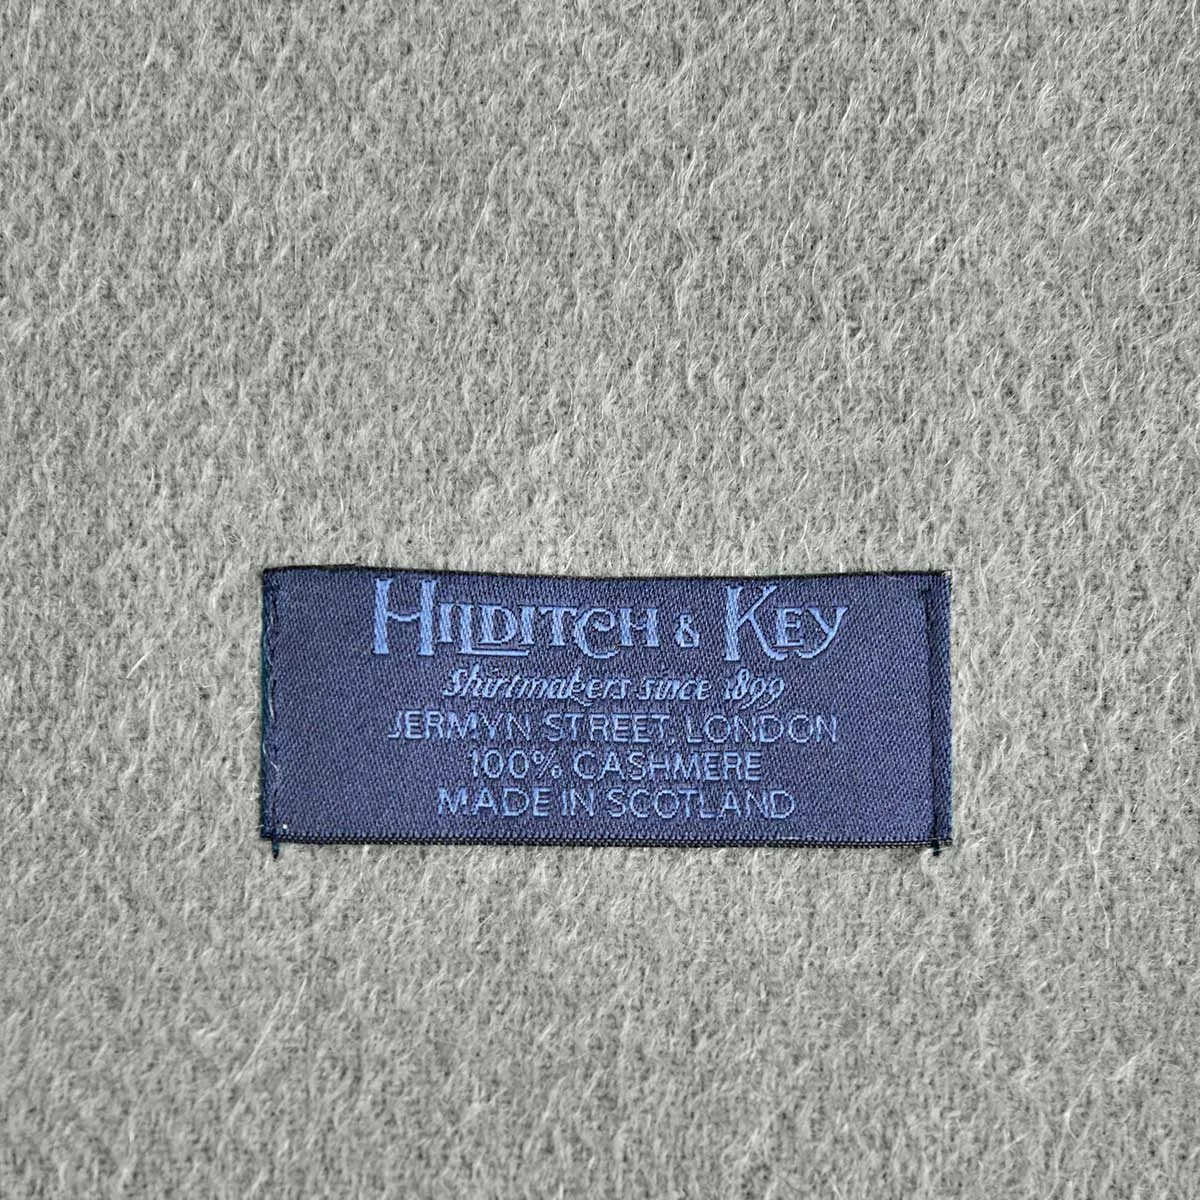 HILDITCH & KEY
Shirtmakers since 1899
JERMYN STREET, LONDON
100% CASHMERE
MADE IN SCOTLAND